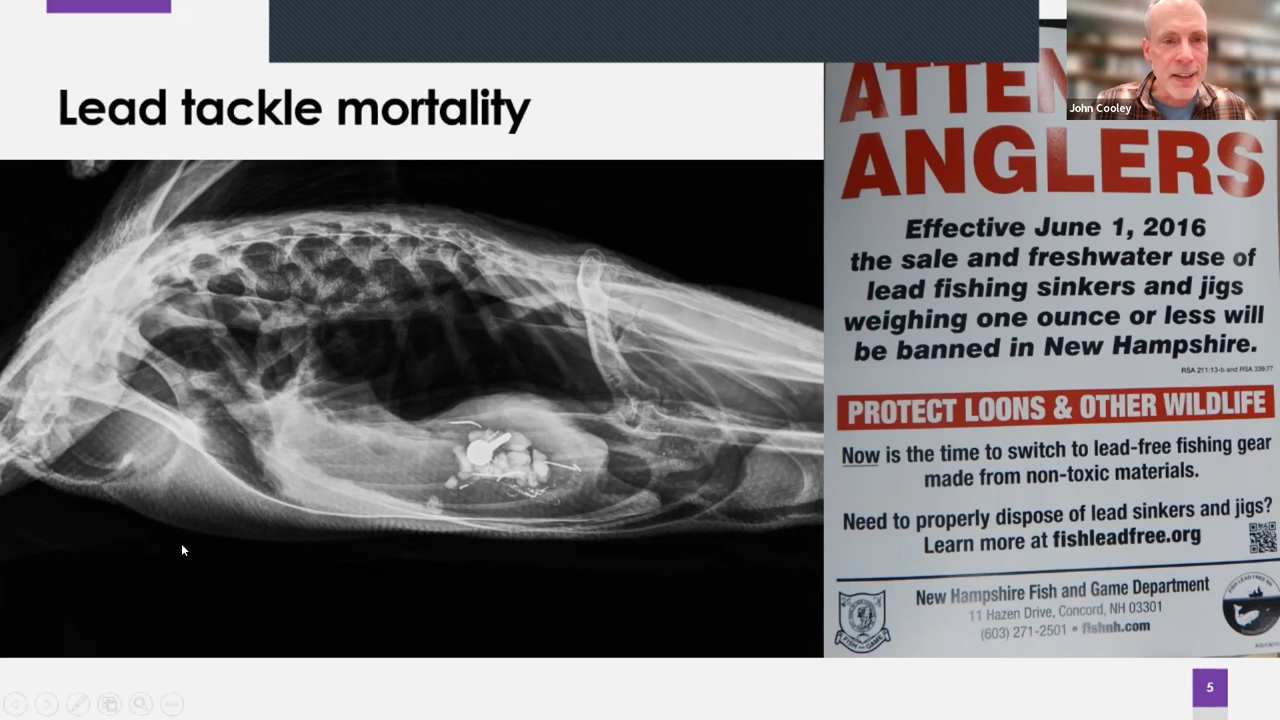 Lead tackle mortality
John Cooley
ATTEN
ANGLERS
Effective June 1, 2016
the sale and freshwater use of
lead fishing sinkers and jigs
weighing one ounce or less will
be banned in New Hampshire.
RSA 211:13-b and RSA 339:77
PROTECT LOONS & OTHER WILDLIFE
Now is the time to switch to lead-free fishing gear
made from non-toxic materials.
Need to properly dispose of lead sinkers and jigs?
Learn more at fishleadfree.org
New Hampshire Fish and Game Department
11 Hazen Drive, Concord, NH 03301
(603) 271-2501 • fishnh.com
FISH AND GAME
5